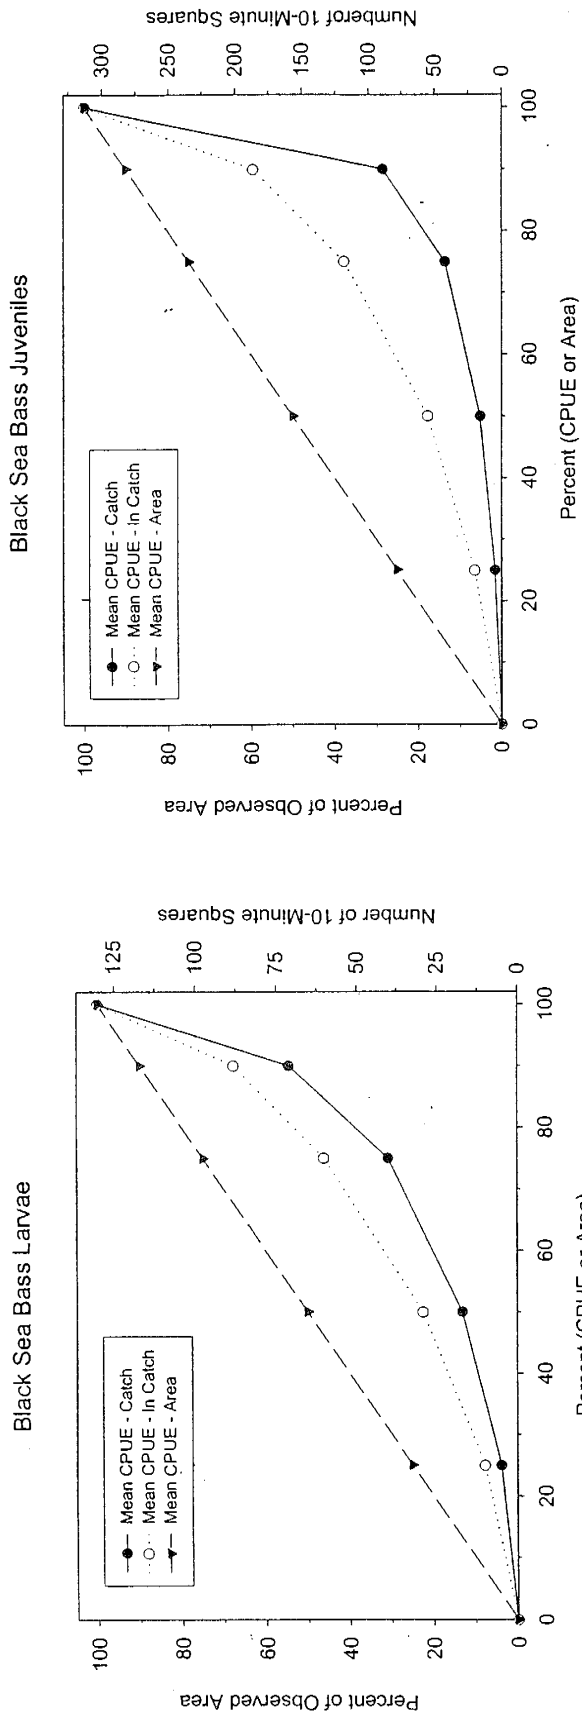 Black Sea Bass Larvae
Mean CPUE - Catch
Mean CPUE - ln Catch
Mean CPUE - Area
Percent of Observed Area
100
80
60
40
20
0
Number of 10-Minute Squares
125
100
75
50
25
0
0 20 40 60 80 100
Percent (CPUE or Area)
Black Sea Bass Juveniles
Mean CPUE - Catch
Mean CPUE - ln Catch
Mean CPUE - Area
Percent of Observed Area
100
80
60
40
20
0
Numberof 10-Minute Squares
300
250
200
150
100
50
0
0 20 40 60 80 100
Percent (CPUE or Area)